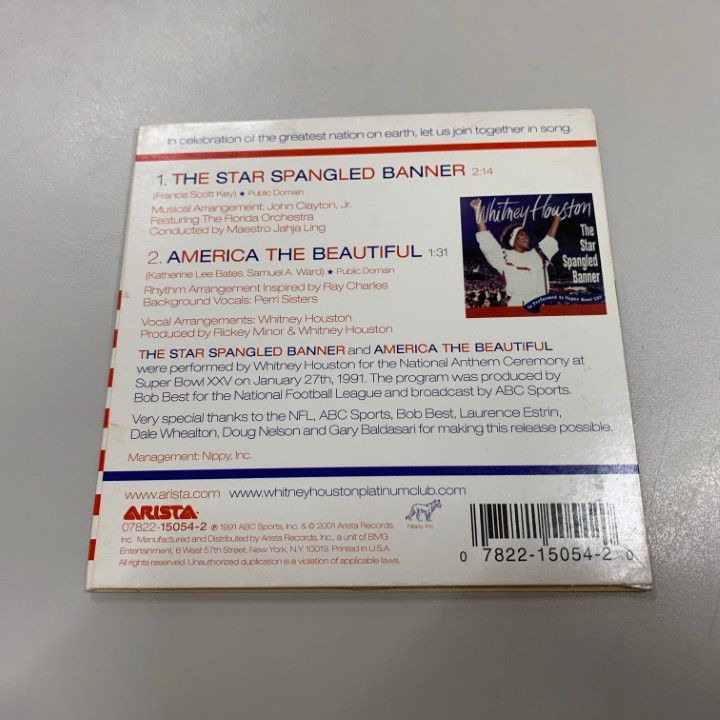 In celebration of the greatest nation on earth, let us join together in song.
1. THE STAR SPANGLED BANNER 2:14
(Francis Scott Key) ★ Public Domain
Musical Arrangement: John Clayton, Jr.
Featuring The Florida Orchestra
Conducted by Maestro Jahja Ling
Whitney Houston
The
Star
Spangled
Banner
As Performed At Super Bowl XXV
2. AMERICA THE BEAUTIFUL 1:31
(Katherine Lee Bates, Samuel A. Ward) ★ Public Domain
Rhythm Arrangement Inspired by Ray Charles
Background Vocals: Perri Sisters
Vocal Arrangements: Whitney Houston
Produced by Rickey Minor & Whitney Houston
THE STAR SPANGLED BANNER and AMERICA THE BEAUTIFUL
were performed by Whitney Houston for the National Anthem Ceremony at
Super Bowl XXV on January 27th, 1991. The program was produced by
Bob Best for the National Football League and broadcast by ABC Sports.
Very special thanks to the NFL, ABC Sports, Bob Best, Laurence Estrin,
Dale Whealton, Doug Nelson and Gary Baldasari for making this release possible.
Management: Nippy, Inc.
www.arista.com www.whitneyhoustonplatinumclub.com
ARISTA
Nippy, Inc.
07822-15054-2 ℗ 1991 ABC Sports, Inc. & © 2001 Arista Records,
Inc. Manufactured and Distributed by Arista Records, Inc., a unit of BMG
Entertainment, 6 West 57th Street, New York, N.Y. 10019. Printed in U.S.A.
All rights reserved. Unauthorized duplication is a violation of applicable laws.
0 7822-15054-2 0